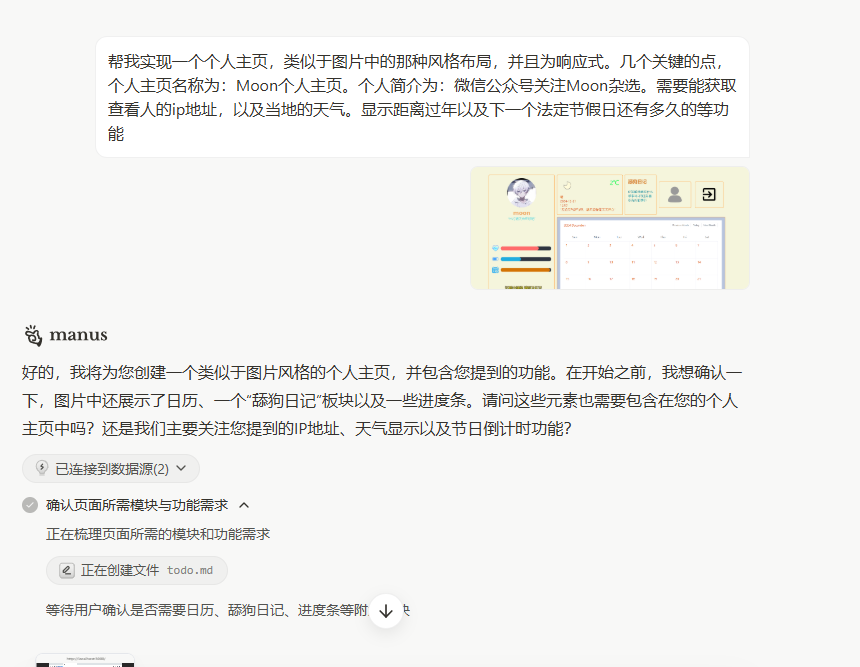 帮我实现一个个人主页，类似于图片中的那种风格布局，并且为响应式。几个关键的点，
个人主页名称为：Moon个人主页。个人简介为：微信公众号关注Moon杂选。需要能获取
查看人的ip地址，以及当地的天气。显示距离过年以及下一个法定节假日还有多久的等功
能
manus
好的，我将为您创建一个类似于图片风格的个人主页，并包含您提到的功能。在开始之前，我想确认一
下，图片中还展示了日历、一个“舔狗日记”板块以及一些进度条。请问这些元素也需要包含在您的个人
主页中吗？还是我们主要关注您提到的IP地址、天气显示以及节日倒计时功能？
已连接到数据源(2)
确认页面所需模块与功能需求
正在梳理页面所需的模块和功能需求
正在创建文件 todo.md
等待用户确认是否需要日历、舔狗日记、进度条等附